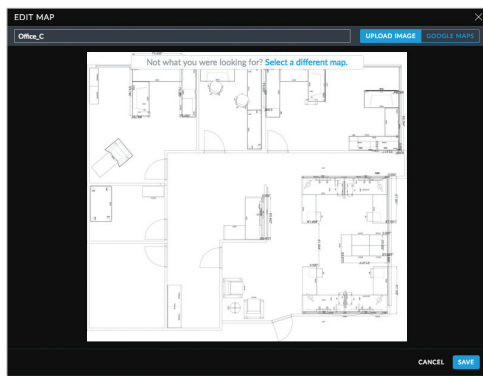 EDIT MAP
Office_C
UPLOAD IMAGE GOOGLE MAPS
Not what you were looking for? Select a different map.
CANCEL SAVE